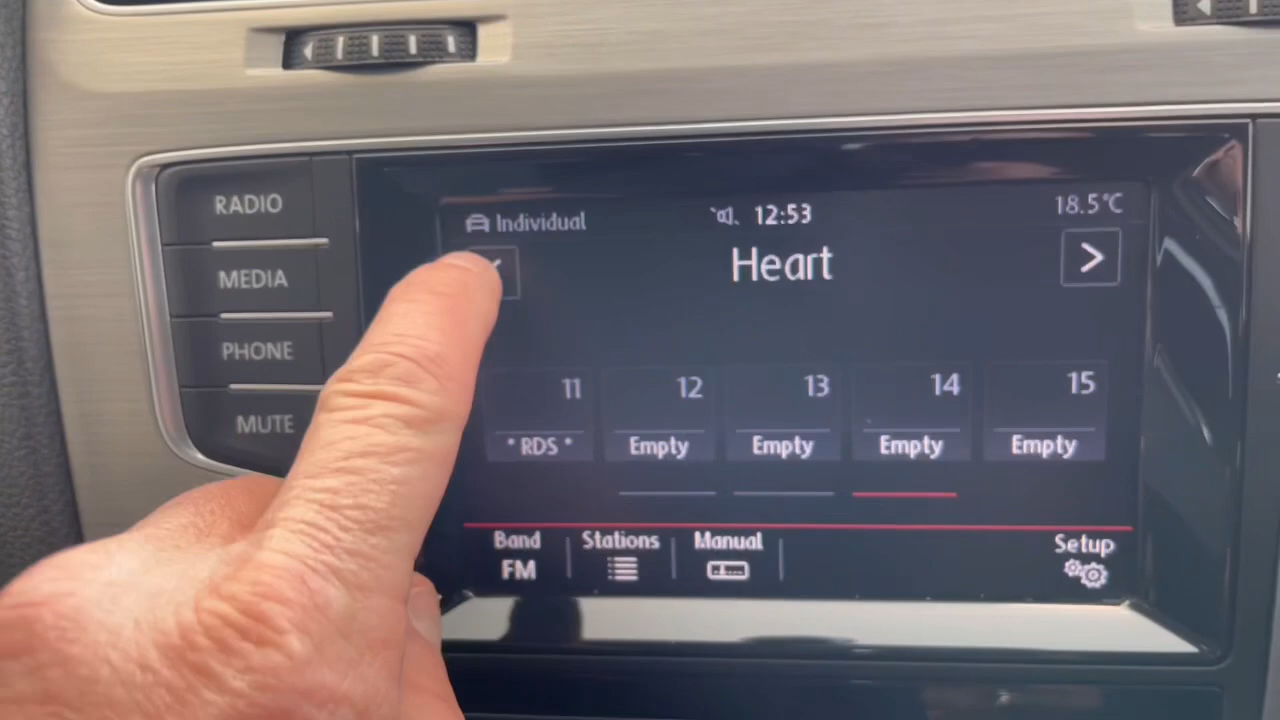 RADIO
MEDIA
PHONE
MUTE
Individual
12:53
18.5°C
Heart
11
12
13
14
15
* RDS *
Empty
Empty
Empty
Empty
Band
Stations
Manual
Setup
FM